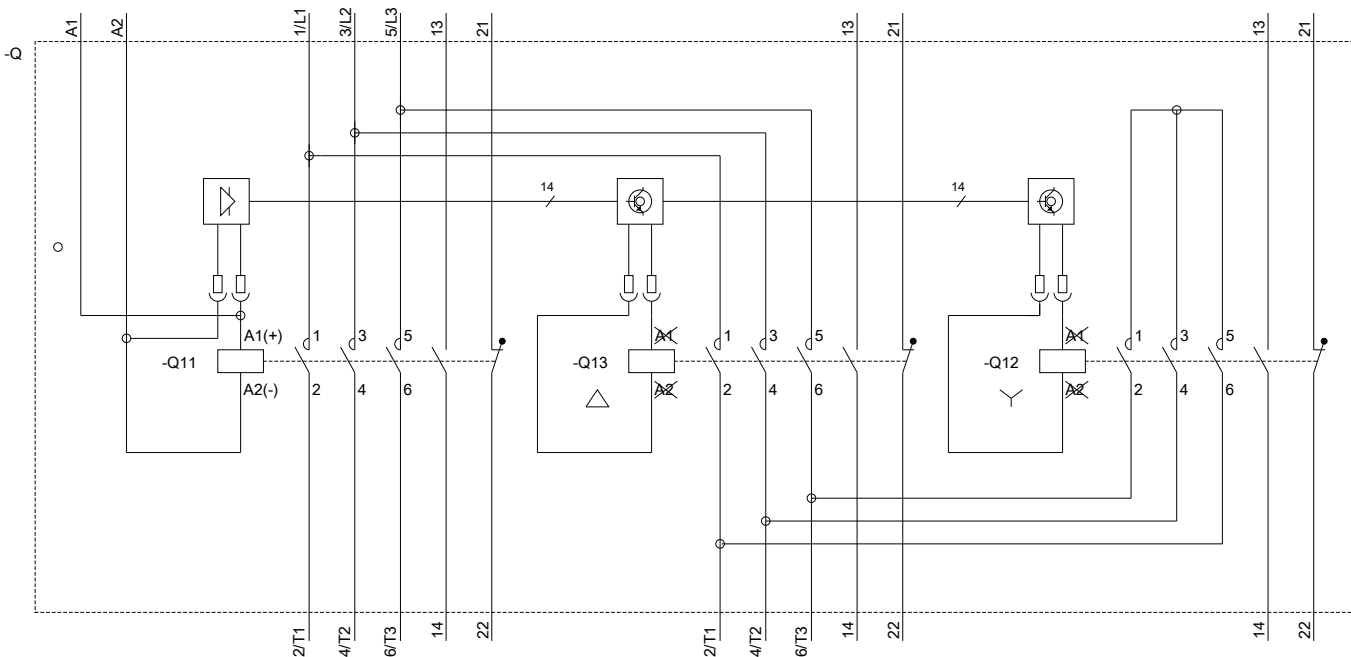 A1 A2 1/L1 3/L2 5/L3 13 21 13 21 13 21
-Q
14 14
A1(+) 1 3 5 A1 1 3 5 A1 1 3 5
-Q11 -Q13 -Q12
A2(-) 2 4 6 A2 2 4 6 A2 2 4 6
2/T1 4/T2 6/T3 14 22 2/T1 4/T2 6/T3 14 22 14 22